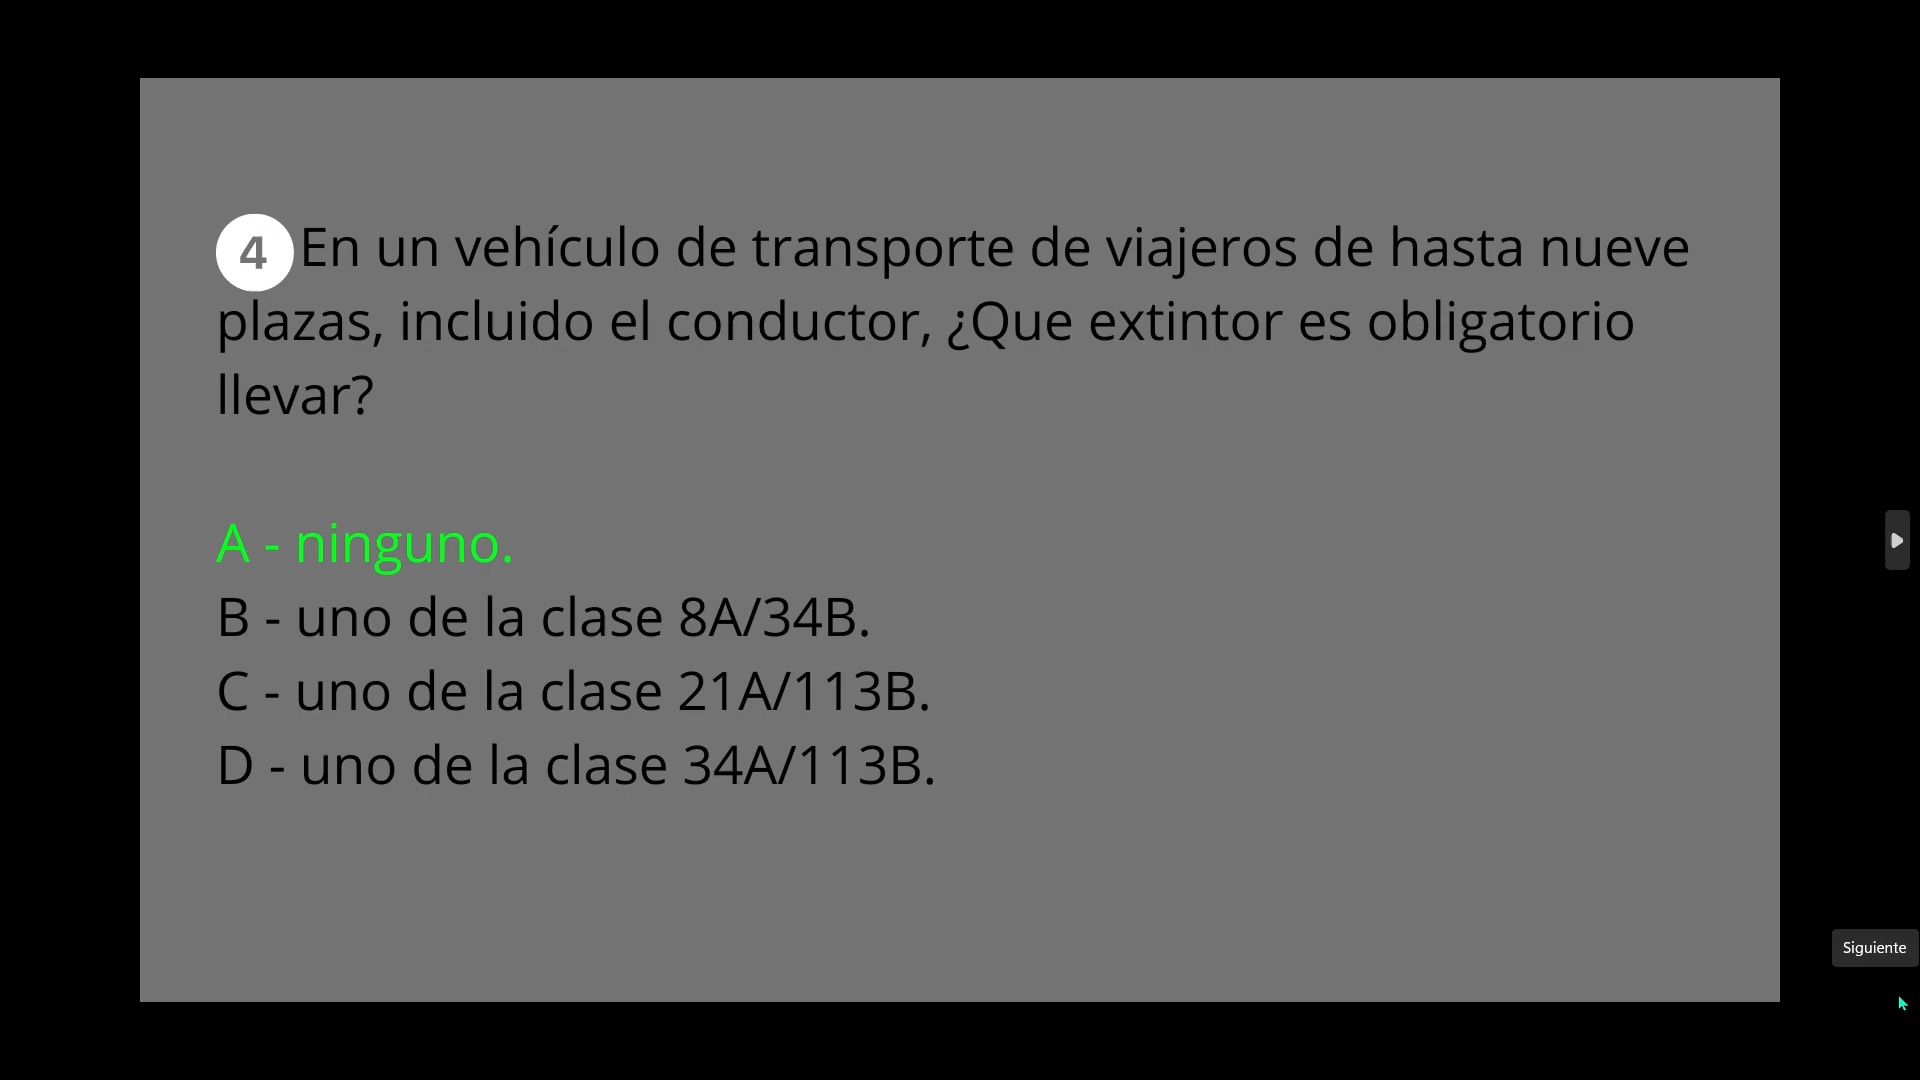 4 En un vehículo de transporte de viajeros de hasta nueve
plazas, incluido el conductor, ¿Que extintor es obligatorio
llevar?
A - ninguno.
B - uno de la clase 8A/34B.
C - uno de la clase 21A/113B.
D - uno de la clase 34A/113B.
Siguiente